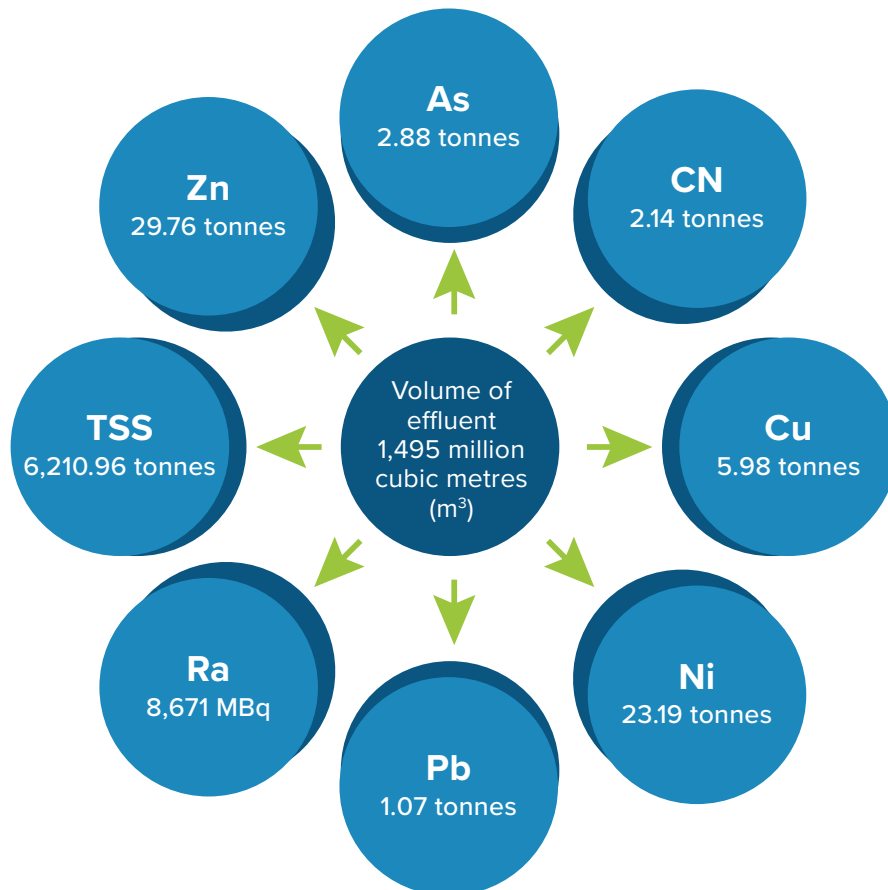 As
2.88 tonnes
CN
2.14 tonnes
Cu
5.98 tonnes
Ni
23.19 tonnes
Pb
1.07 tonnes
Ra
8,671 MBq
TSS
6,210.96 tonnes
Zn
29.76 tonnes
Volume of
effluent
1,495 million
cubic metres
(m³)